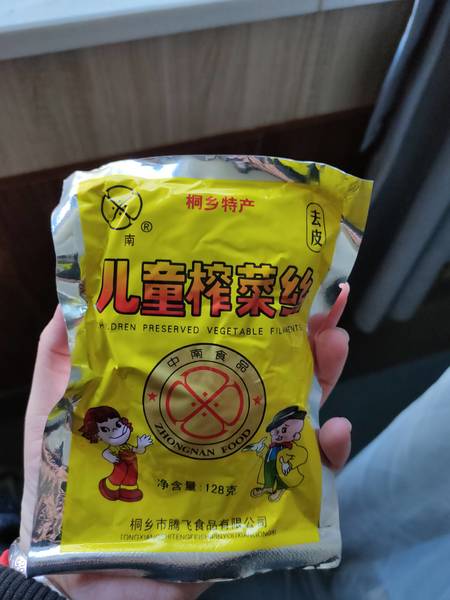 桐乡特产
南®
去皮
儿童榨菜丝
CHILDREN PRESERVED VEGETABLE FILAMENTS
中南食品
ZHONGNAN FOOD
净含量:128克
桐乡市腾飞食品有限公司